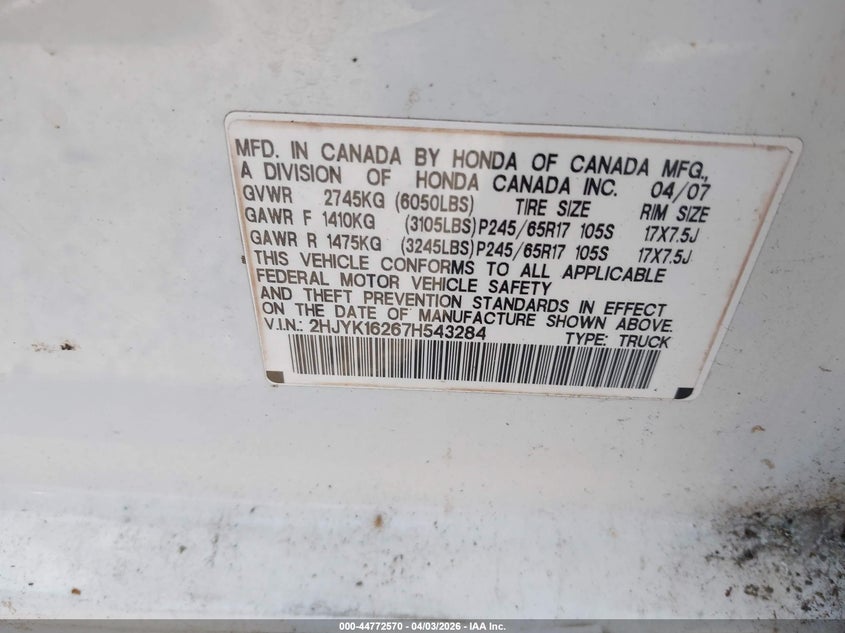 MFD. IN CANADA BY HONDA OF CANADA MFG.,
A DIVISION OF HONDA CANADA INC. 04/07
GVWR 2745KG (6050LBS) TIRE SIZE RIM SIZE
GAWR F 1410KG (3105LBS) P245/65R17 105S 17X7.5J
GAWR R 1475KG (3245LBS) P245/65R17 105S 17X7.5J
THIS VEHICLE CONFORMS TO ALL APPLICABLE
FEDERAL MOTOR VEHICLE SAFETY
AND THEFT PREVENTION STANDARDS IN EFFECT
ON THE DATE OF MANUFACTURE SHOWN ABOVE.
V.I.N.: 2HJYK16267H543284 TYPE: TRUCK
000-44772570 - 04/03/2026 - IAA Inc.